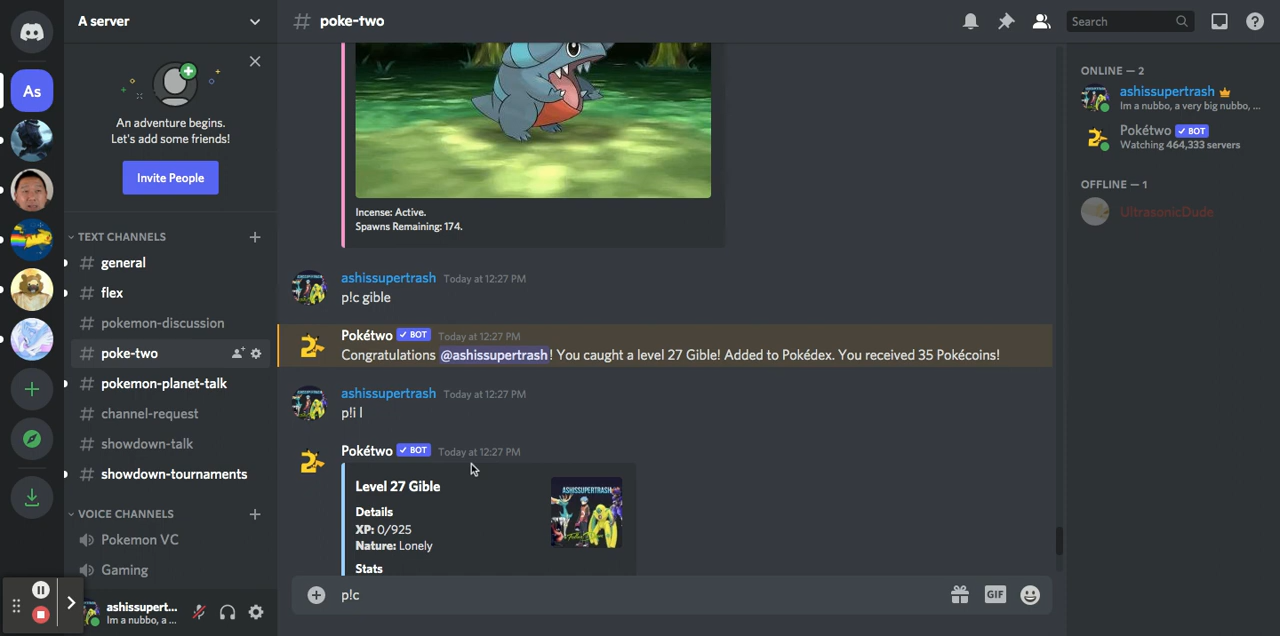 As
A server
An adventure begins.
Let's add some friends!
Invite People
TEXT CHANNELS
# general
# flex
# pokemon-discussion
# poke-two
# pokemon-planet-talk
# channel-request
# showdown-talk
# showdown-tournaments
VOICE CHANNELS
Pokemon VC
Gaming
ashissupert...
Im a nubbo, a ...
# poke-two
Search
Incense: Active.
Spawns Remaining: 174.
ashissupertrash Today at 12:27 PM
p!c gible
Pokétwo ✓ BOT Today at 12:27 PM
Congratulations @ashissupertrash! You caught a level 27 Gible! Added to Pokédex. You received 35 Pokécoins!
ashissupertrash Today at 12:27 PM
p!i l
Pokétwo ✓ BOT Today at 12:27 PM
Level 27 Gible
ASHISSUPERTRASH
Details
XP: 0/925
Nature: Lonely
Stats
p!c
GIF
ONLINE — 2
ashissupertrash
Im a nubbo, a very big nubbo, ...
Pokétwo ✓ BOT
Watching 464,333 servers
OFFLINE — 1
UltrasonicDude